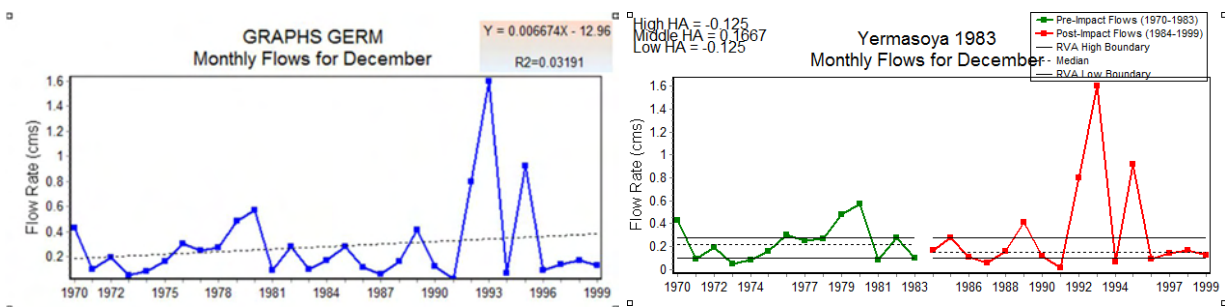 GRAPHS GERM
Monthly Flows for December
Y = 0.006674X - 12.96
R2=0.03191
Flow Rate (cms)
1.6
1.4
1.2
1
0.8
0.6
0.4
0.2
1970 1972 1975 1978 1981 1984 1987 1990 1993 1996 1999
High HA = -0.125
Middle HA = 0.1667
Low HA = -0.125
Yermasoya 1983
Monthly Flows for December
Pre-Impact Flows (1970-1983)
Post-Impact Flows (1984-1999)
RVA High Boundary
Median
RVA Low Boundary
Flow Rate (cms)
1.6
1.4
1.2
1
0.8
0.6
0.4
0.2
0
1970 1972 1975 1977 1979 1981 1983 1986 1988 1990 1992 1994 1997 1999